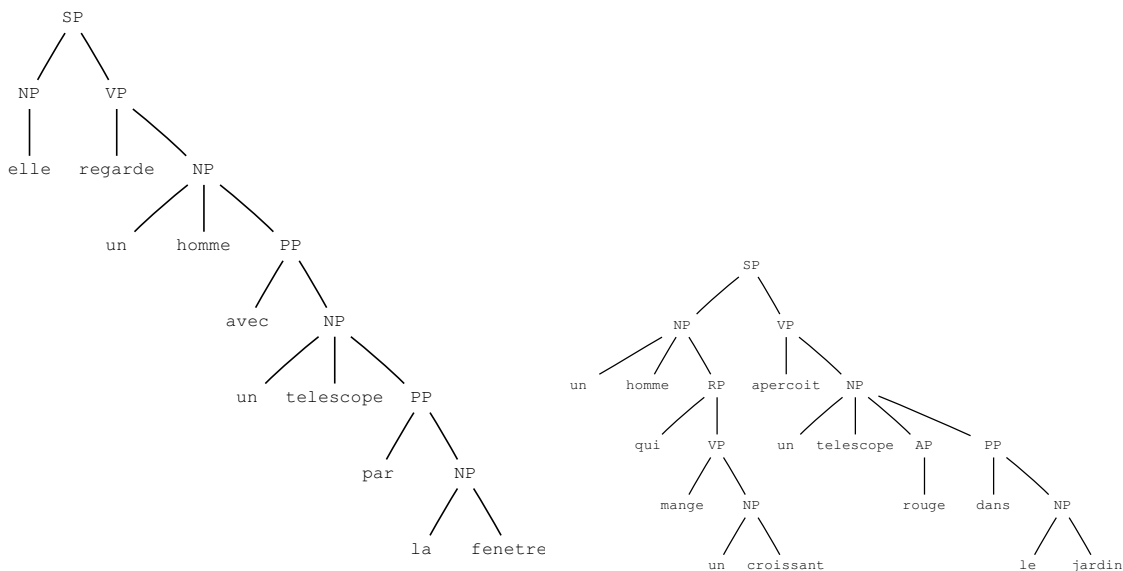 SP
NP VP
elle regarde NP
un homme PP
avec NP
un telescope PP
par NP
la fenetre
SP
NP VP
un homme RP apercoit NP
qui VP un telescope AP PP
mange NP rouge dans NP
un croissant le jardin